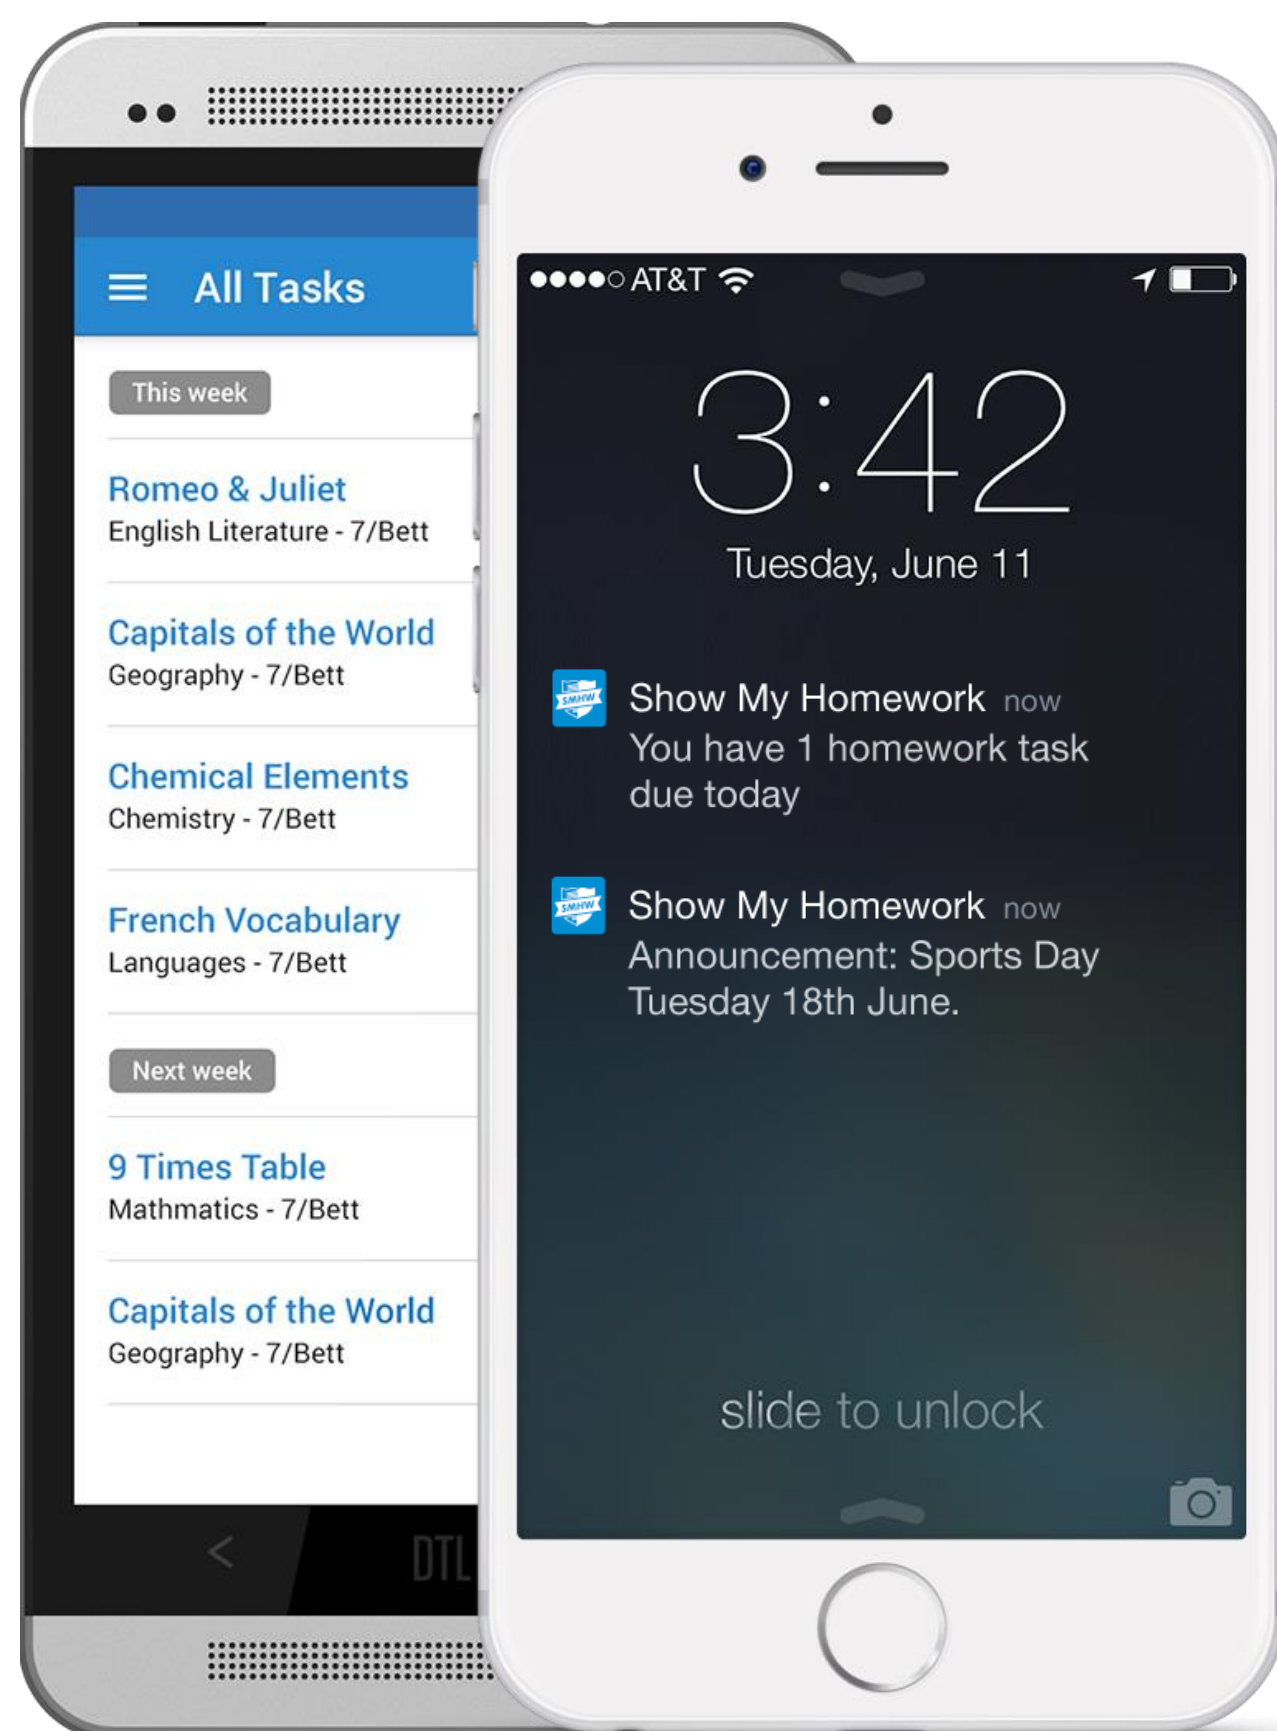 All Tasks
This week
Romeo & Juliet
English Literature - 7/Bett
Capitals of the World
Geography - 7/Bett
Chemical Elements
Chemistry - 7/Bett
French Vocabulary
Languages - 7/Bett
Next week
9 Times Table
Mathmatics - 7/Bett
Capitals of the World
Geography - 7/Bett
DTL
AT&T
3:42
Tuesday, June 11
SMHW
Show My Homework now
You have 1 homework task
due today
SMHW
Show My Homework now
Announcement: Sports Day
Tuesday 18th June.
slide to unlock